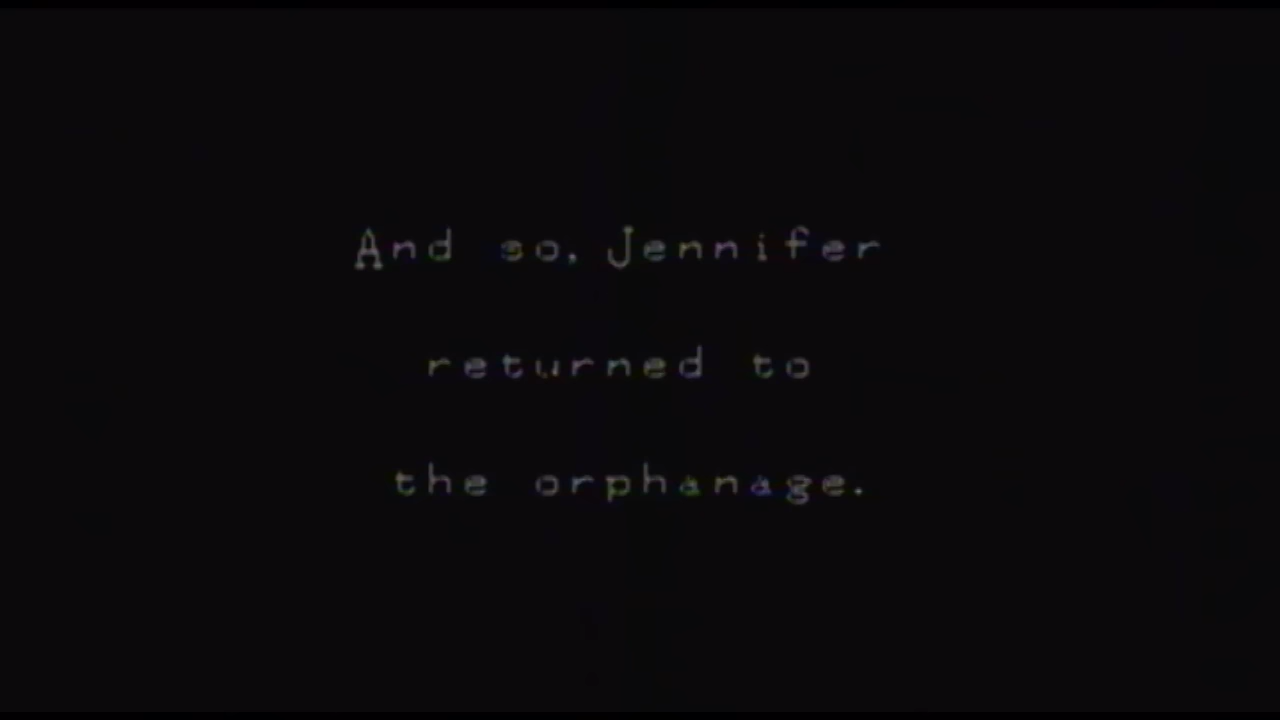 And so, Jennifer
returned to
the orphanage.